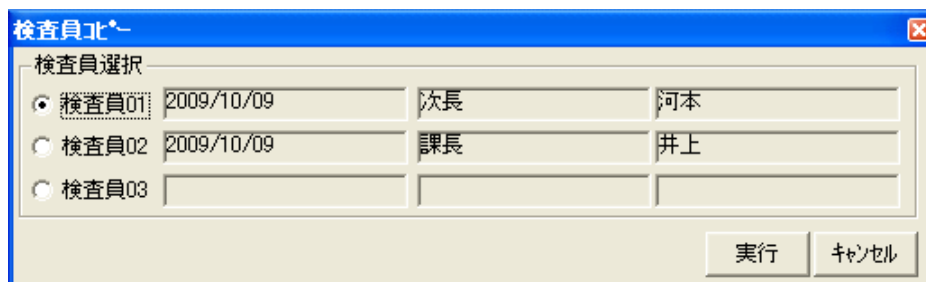 検査員ｺﾋﾟｰ
検査員選択
検査員01 2009/10/09 次長 河本
検査員02 2009/10/09 課長 井上
検査員03
実行 ｷｬﾝｾﾙ